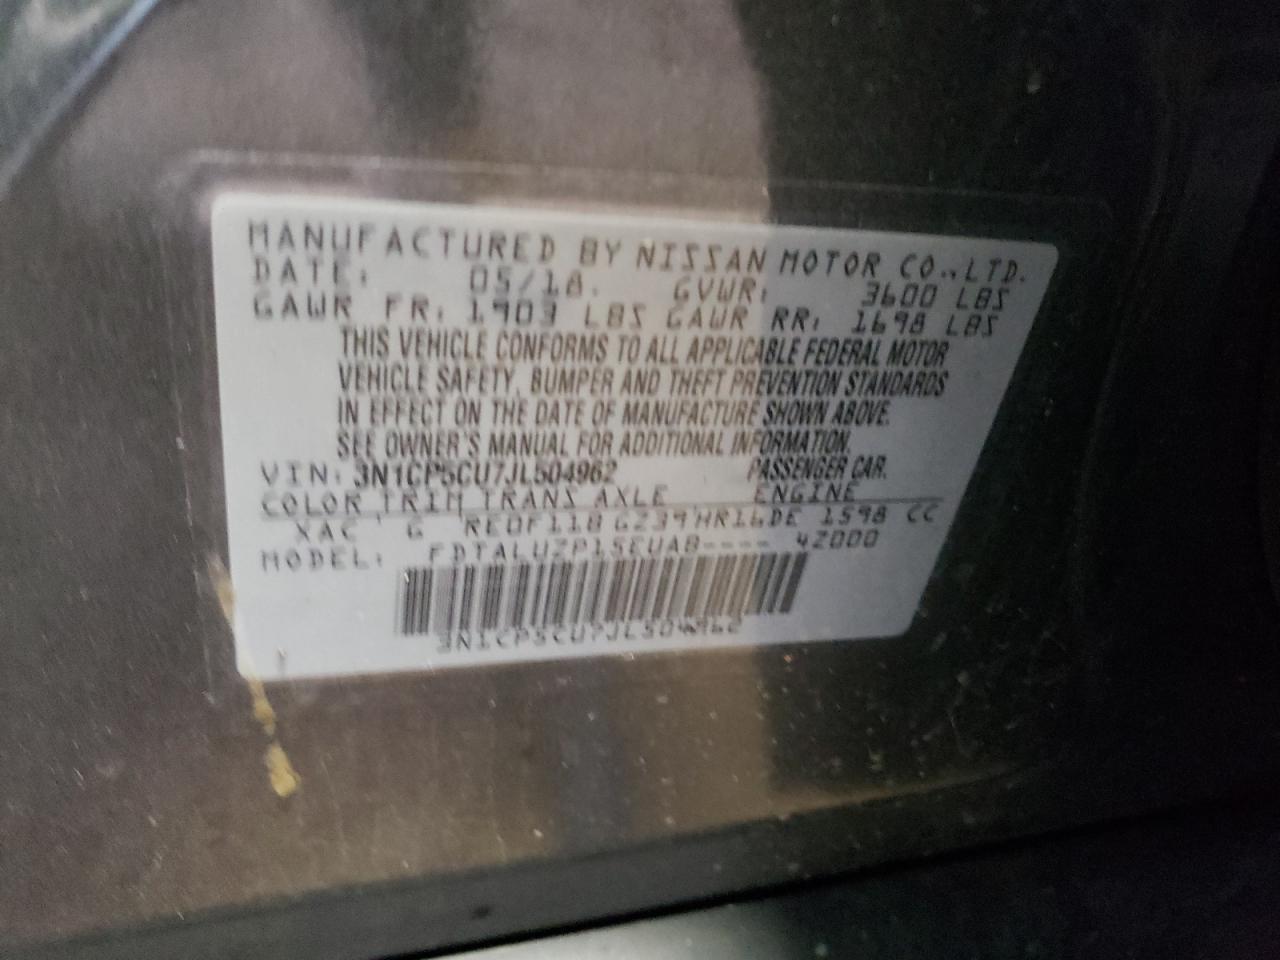 MANUFACTURED BY NISSAN MOTOR CO., LTD.
DATE: 05/18. GVWR: 3600 LBS
GAWR FR: 1903 LBS GAWR RR: 1698 LBS
THIS VEHICLE CONFORMS TO ALL APPLICABLE FEDERAL MOTOR
VEHICLE SAFETY, BUMPER AND THEFT PREVENTION STANDARDS
IN EFFECT ON THE DATE OF MANUFACTURE SHOWN ABOVE.
SEE OWNER'S MANUAL FOR ADDITIONAL INFORMATION.
VIN: 3N1CP5CU7JL504962 PASSENGER CAR.
COLOR TRIM TRANS AXLE ENGINE
XAC G RE0F11B GZ39 HR16DE 1598 CC
MODEL: FDTALUZP15EUAB---- 42000
3N1CP5CU7JL504962